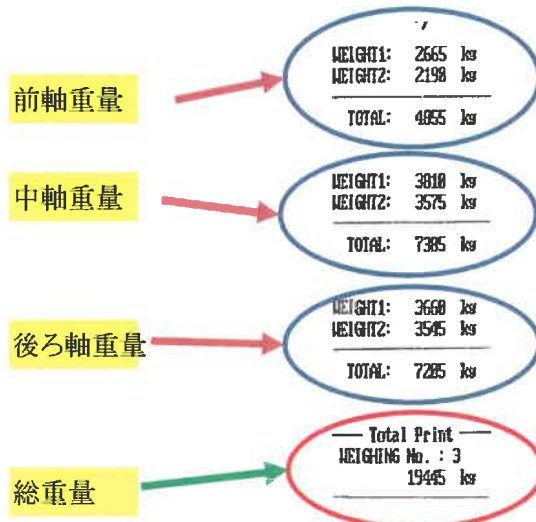 前軸重量
WEIGHT1: 2665 kg
WEIGHT2: 2190 kg
TOTAL: 4855 kg
中軸重量
WEIGHT1: 3810 kg
WEIGHT2: 3575 kg
TOTAL: 7385 kg
後ろ軸重量
WEIGHT1: 3660 kg
WEIGHT2: 3545 kg
TOTAL: 7205 kg
総重量
Total Print
WEIGHING No. : 3
19445 kg